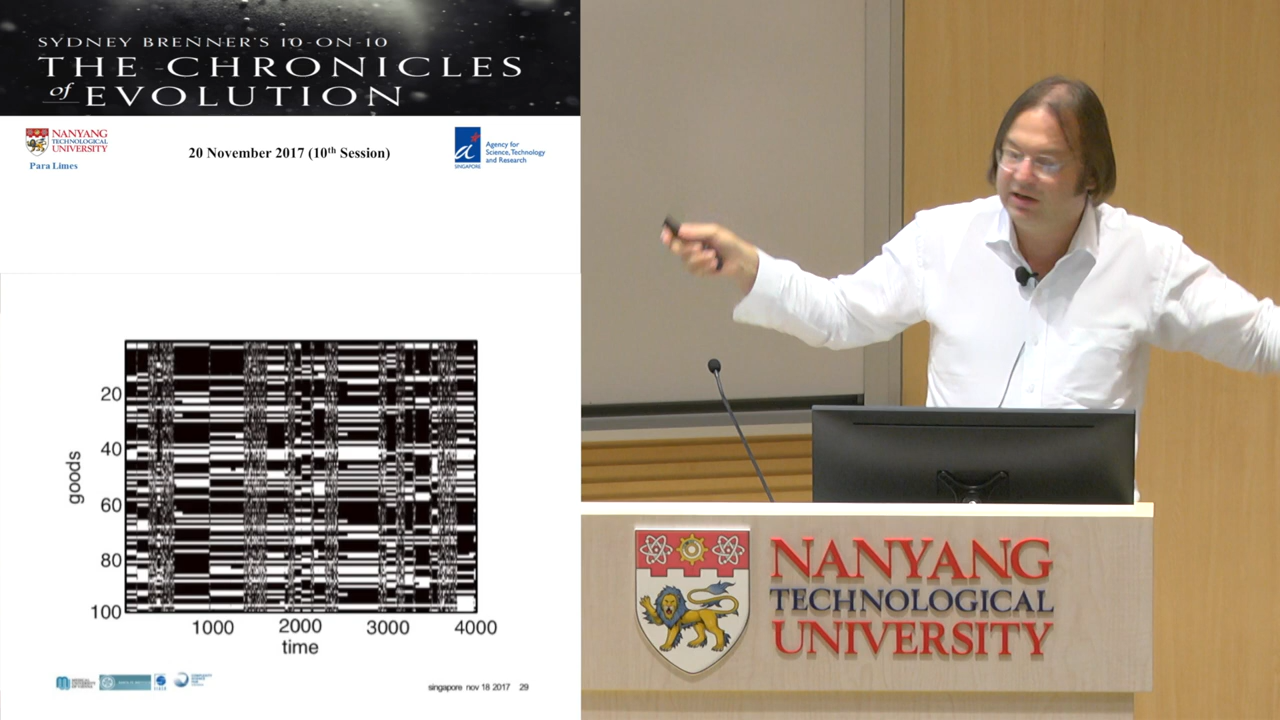 SYDNEY BRENNER'S 10-ON-10
THE CHRONICLES
of EVOLUTION
NANYANG
TECHNOLOGICAL
UNIVERSITY
Para Limes
20 November 2017 (10th Session)
SINGAPORE
Agency for
Science, Technology
and Research
goods
20
40
60
80
100
1000 2000 3000 4000
time
singapore nov 18 2017 29
NANYANG
TECHNOLOGICAL
UNIVERSITY